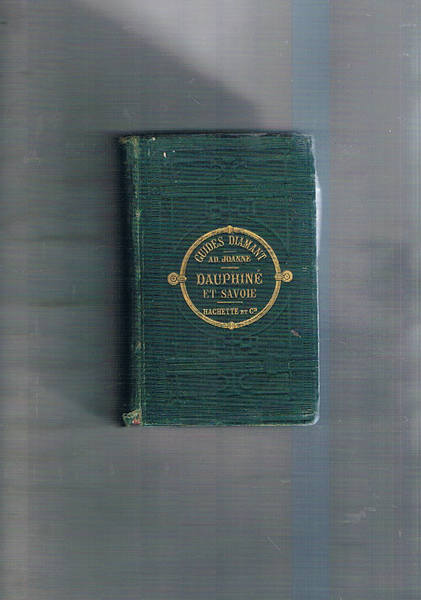 GUIDES DIAMANT
AD. JOANNE
DAUPHINÉ
ET SAVOIE
HACHETTE ET Cie